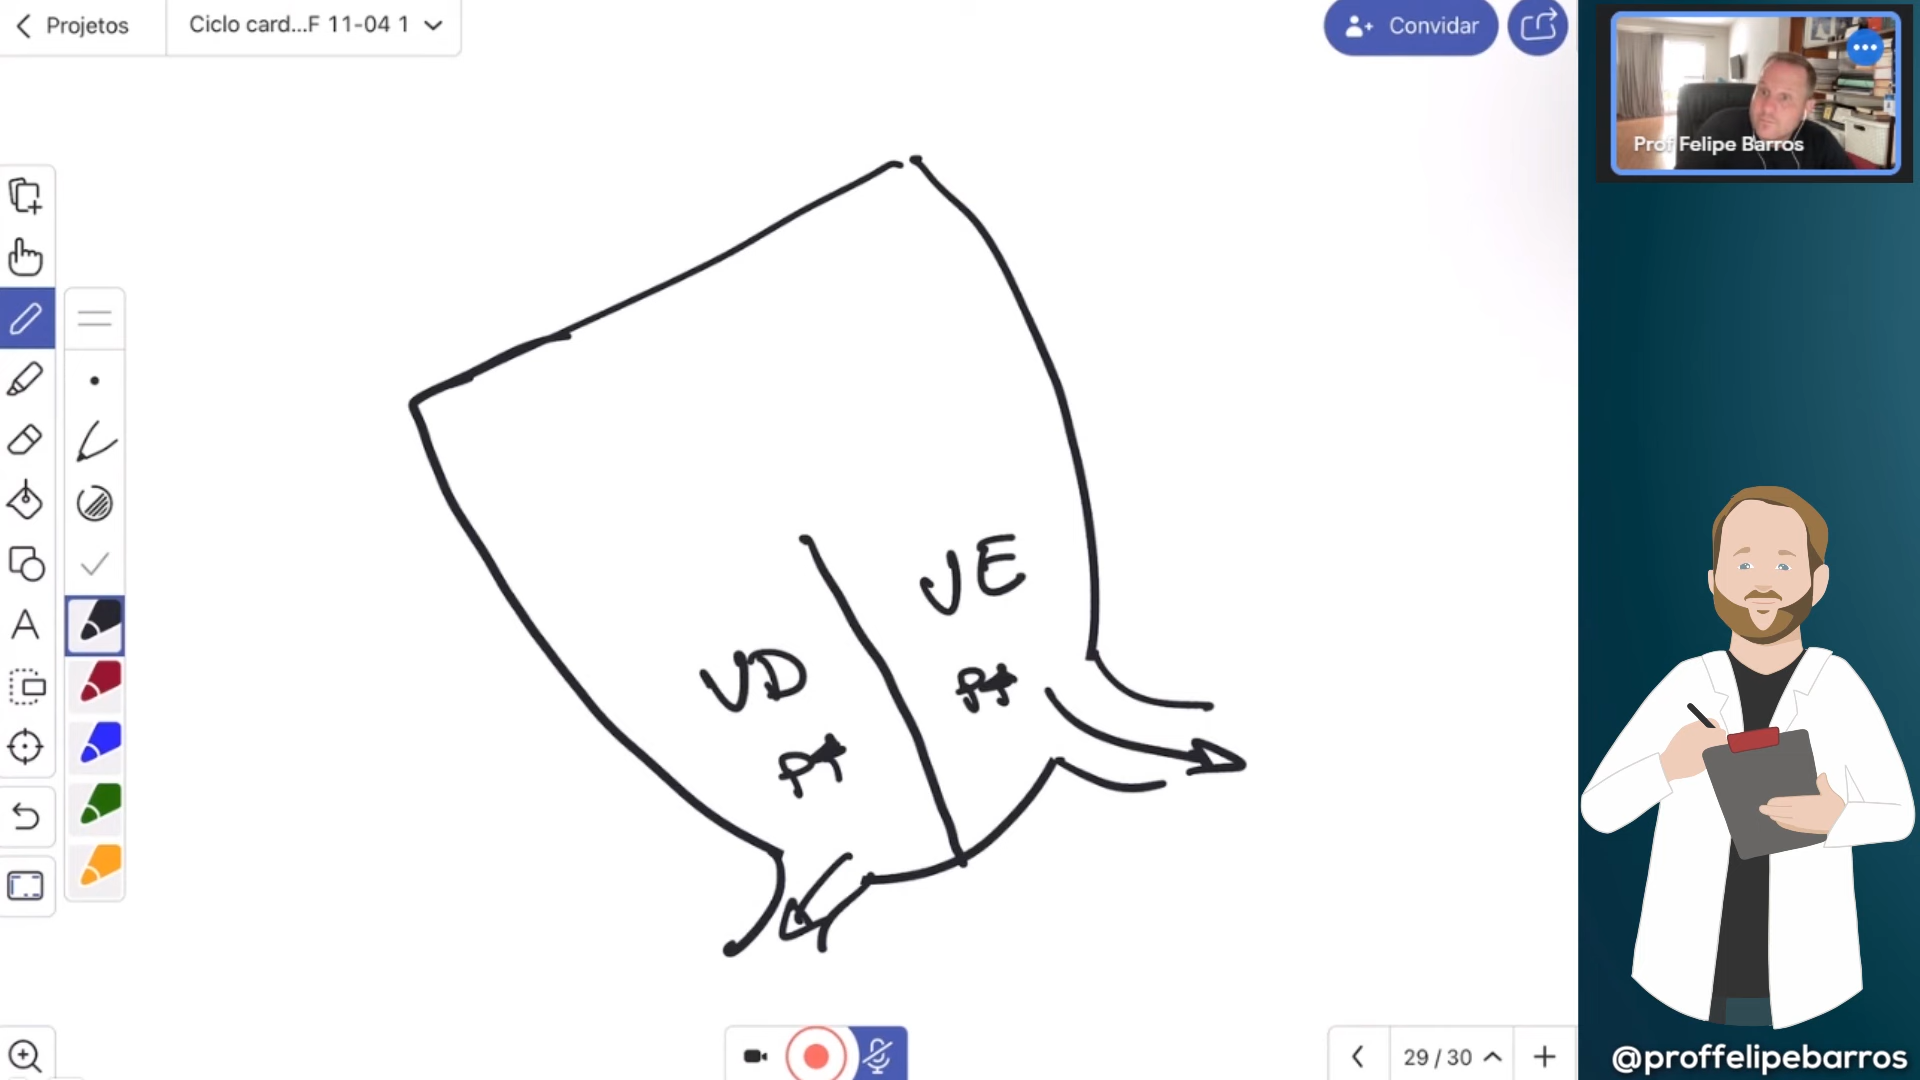 Projetos
Ciclo card...F 11-04 1
Convidar
Prof Felipe Barros
VE
VD
A
29 / 30
@proffelipebarros